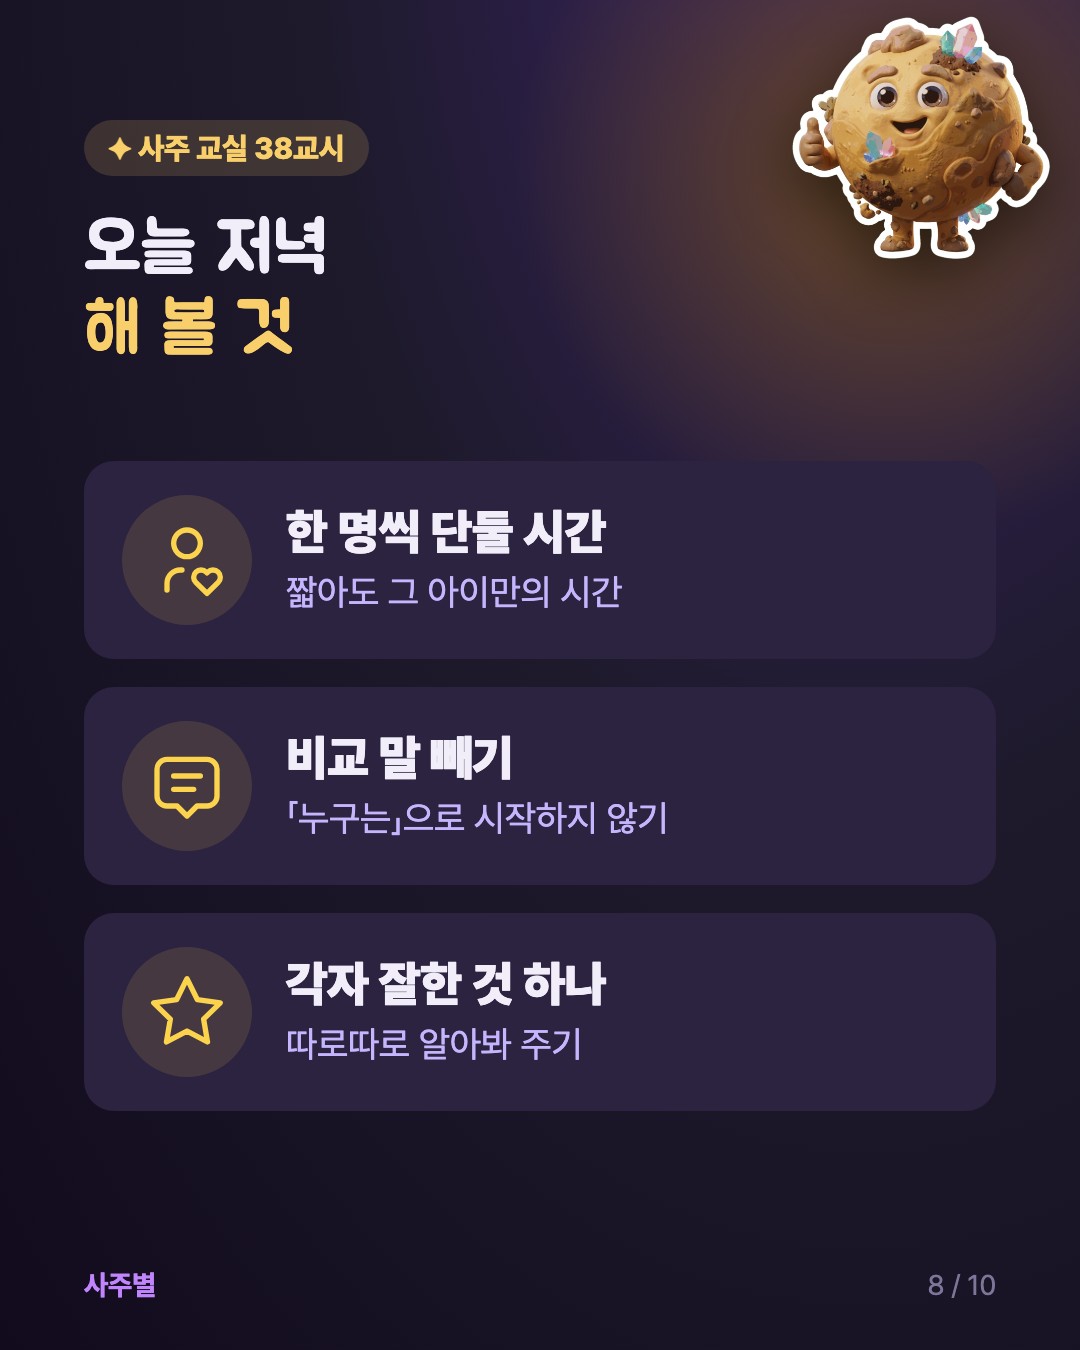 ✦ 사주 교실 38교시
오늘 저녁
해 볼 것
한 명씩 단둘 시간
짧아도 그 아이만의 시간
비교 말 빼기
「누구는」으로 시작하지 않기
각자 잘한 것 하나
따로따로 알아봐 주기
사주별
8 / 10